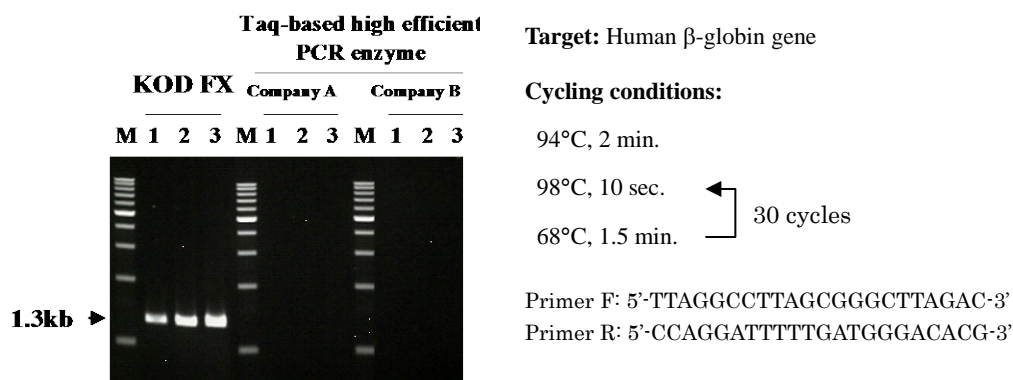 Taq-based high efficient
PCR enzyme
KOD FX
Company A
Company B
M 1 2 3 M 1 2 3 M 1 2 3
1.3kb
Target: Human β-globin gene
Cycling conditions:
94°C, 2 min.
98°C, 10 sec.
30 cycles
68°C, 1.5 min.
Primer F: 5’-TTAGGCCTTAGCGGGCTTAGAC-3’
Primer R: 5’-CCAGGATTTTTGATGGGACACG-3’